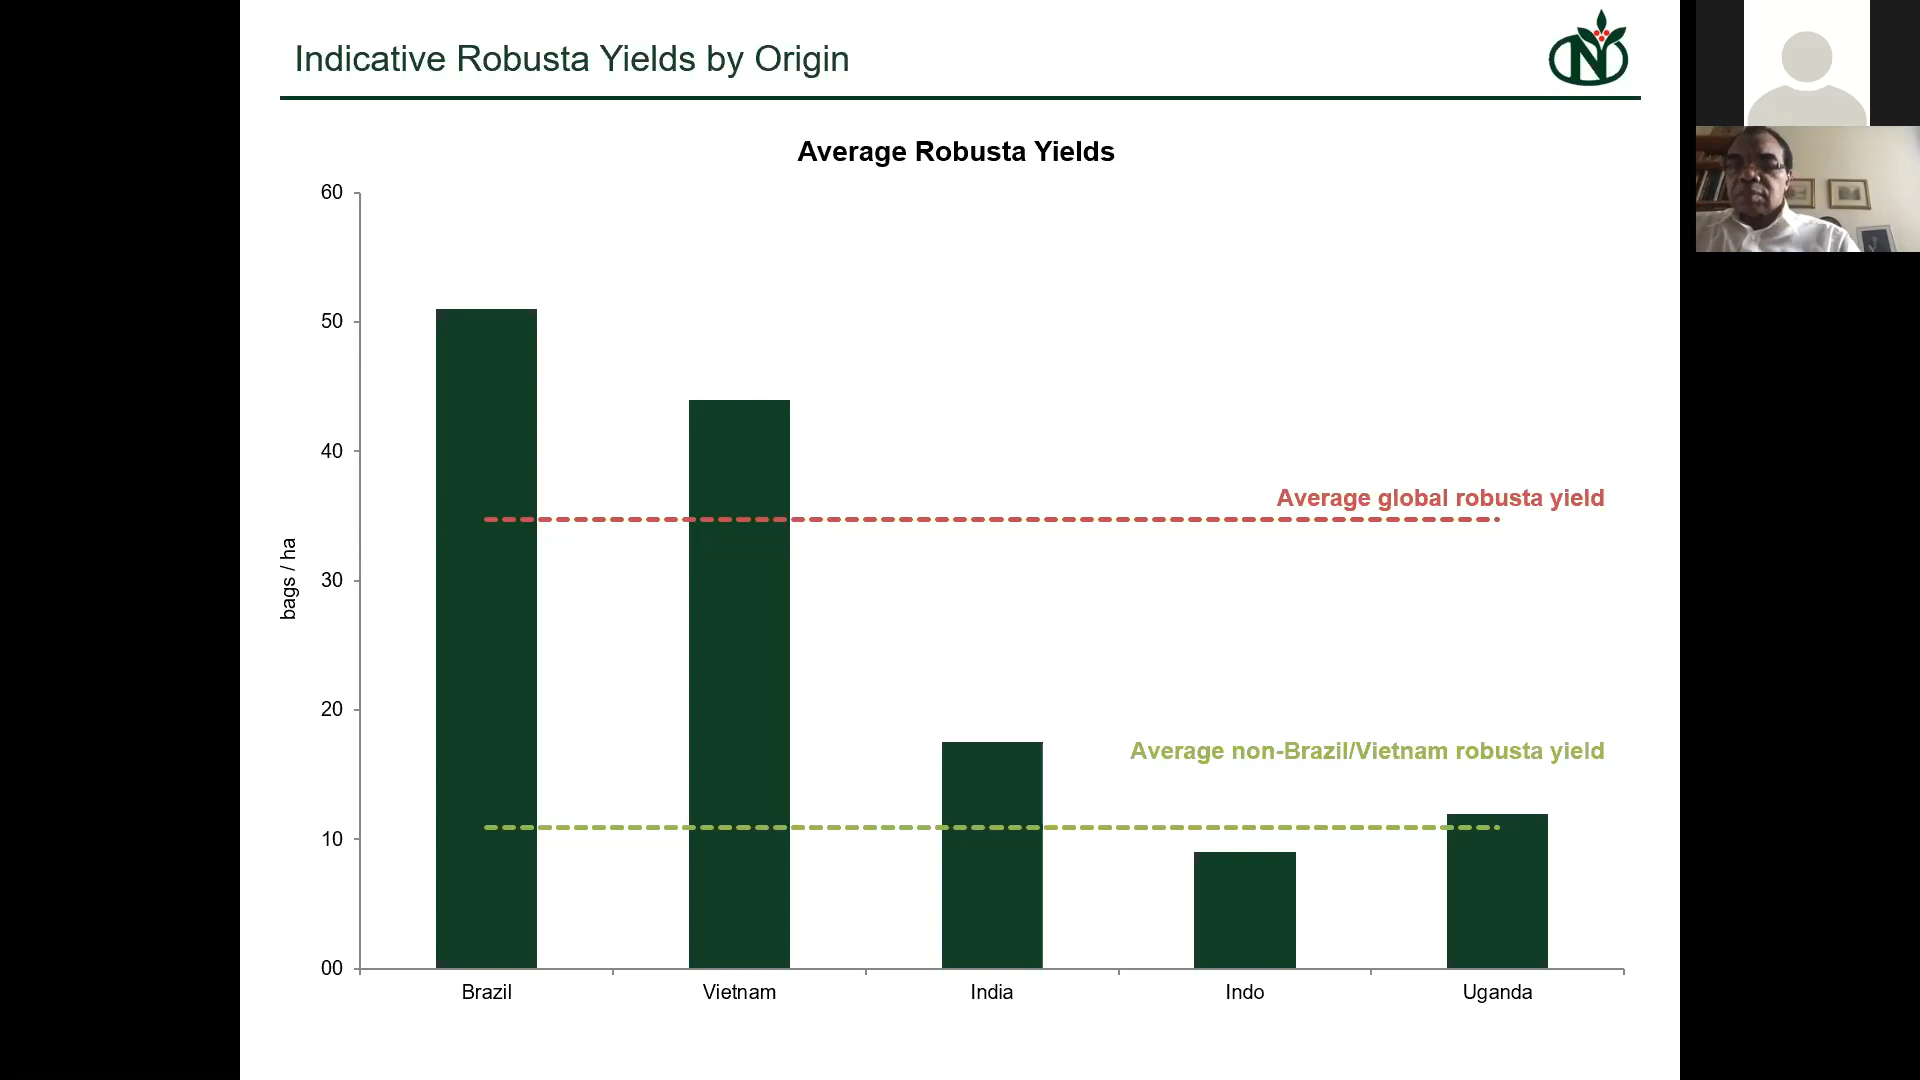 Indicative Robusta Yields by Origin
N
Average Robusta Yields
60
50
40
30
20
10
00
bags / ha
Average global robusta yield
Average non-Brazil/Vietnam robusta yield
Brazil
Vietnam
India
Indo
Uganda